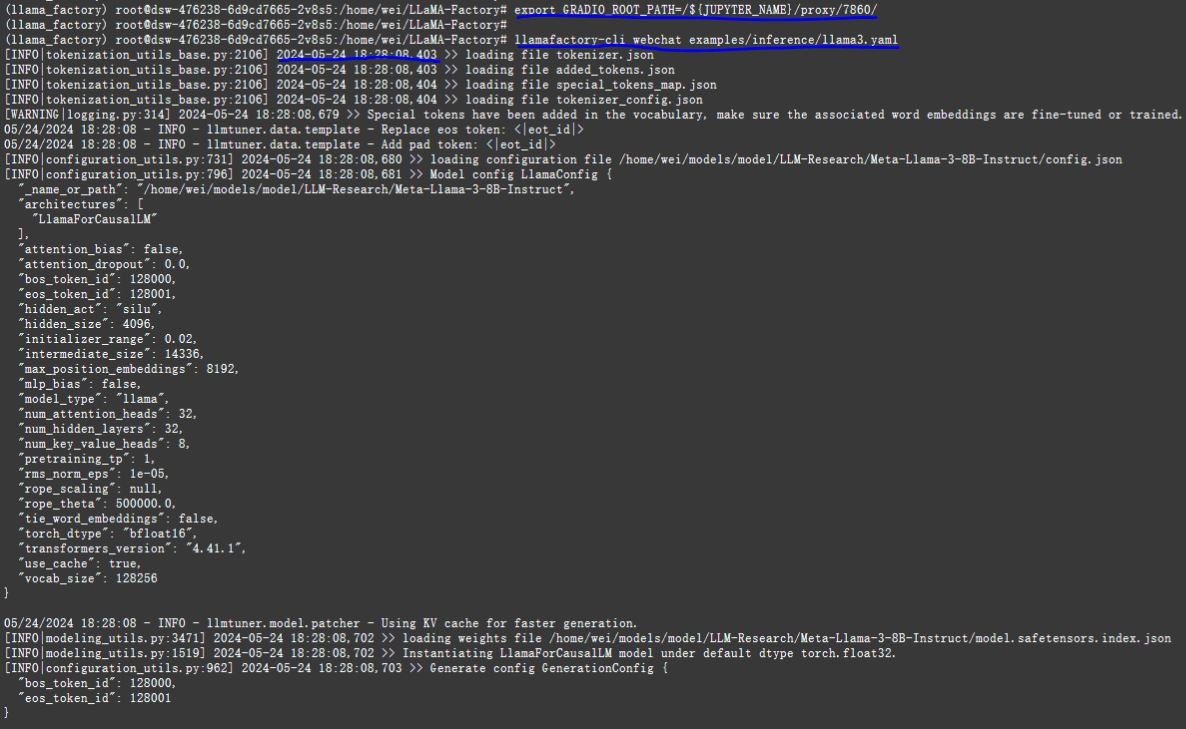 (llama_factory) root@dsw-476238-6d9cd7665-2v8s5:/home/wei/LLaMA-Factory# export GRADIO_ROOT_PATH=/${JUPYTER_NAME}/proxy/7860/
(llama_factory) root@dsw-476238-6d9cd7665-2v8s5:/home/wei/LLaMA-Factory#
(llama_factory) root@dsw-476238-6d9cd7665-2v8s5:/home/wei/LLaMA-Factory# llamafactory-cli webchat examples/inference/llama3.yaml
[INFO|tokenization_utils_base.py:2106] 2024-05-24 18:28:08,403 >> loading file tokenizer.json
[INFO|tokenization_utils_base.py:2106] 2024-05-24 18:28:08,403 >> loading file added_tokens.json
[INFO|tokenization_utils_base.py:2106] 2024-05-24 18:28:08,404 >> loading file special_tokens_map.json
[INFO|tokenization_utils_base.py:2106] 2024-05-24 18:28:08,404 >> loading file tokenizer_config.json
[WARNING|logging.py:314] 2024-05-24 18:28:08,679 >> Special tokens have been added in the vocabulary, make sure the associated word embeddings are fine-tuned or trained.
05/24/2024 18:28:08 - INFO - llmtuner.data.template - Replace eos token: <|eot_id|>
05/24/2024 18:28:08 - INFO - llmtuner.data.template - Add pad token: <|eot_id|>
[INFO|configuration_utils.py:731] 2024-05-24 18:28:08,680 >> loading configuration file /home/wei/models/model/LLM-Research/Meta-Llama-3-8B-Instruct/config.json
[INFO|configuration_utils.py:796] 2024-05-24 18:28:08,681 >> Model config LlamaConfig {
  "_name_or_path": "/home/wei/models/model/LLM-Research/Meta-Llama-3-8B-Instruct",
  "architectures": [
    "LlamaForCausalLM"
  ],
  "attention_bias": false,
  "attention_dropout": 0.0,
  "bos_token_id": 128000,
  "eos_token_id": 128001,
  "hidden_act": "silu",
  "hidden_size": 4096,
  "initializer_range": 0.02,
  "intermediate_size": 14336,
  "max_position_embeddings": 8192,
  "mlp_bias": false,
  "model_type": "llama",
  "num_attention_heads": 32,
  "num_hidden_layers": 32,
  "num_key_value_heads": 8,
  "pretraining_tp": 1,
  "rms_norm_eps": 1e-05,
  "rope_scaling": null,
  "rope_theta": 500000.0,
  "tie_word_embeddings": false,
  "torch_dtype": "bfloat16",
  "transformers_version": "4.41.1",
  "use_cache": true,
  "vocab_size": 128256
}
05/24/2024 18:28:08 - INFO - llmtuner.model.patcher - Using KV cache for faster generation.
[INFO|modeling_utils.py:3471] 2024-05-24 18:28:08,702 >> loading weights file /home/wei/models/model/LLM-Research/Meta-Llama-3-8B-Instruct/model.safetensors.index.json
[INFO|modeling_utils.py:1519] 2024-05-24 18:28:08,702 >> Instantiating LlamaForCausalLM model under default dtype torch.float32.
[INFO|configuration_utils.py:962] 2024-05-24 18:28:08,703 >> Generate config GenerationConfig {
  "bos_token_id": 128000,
  "eos_token_id": 128001
}